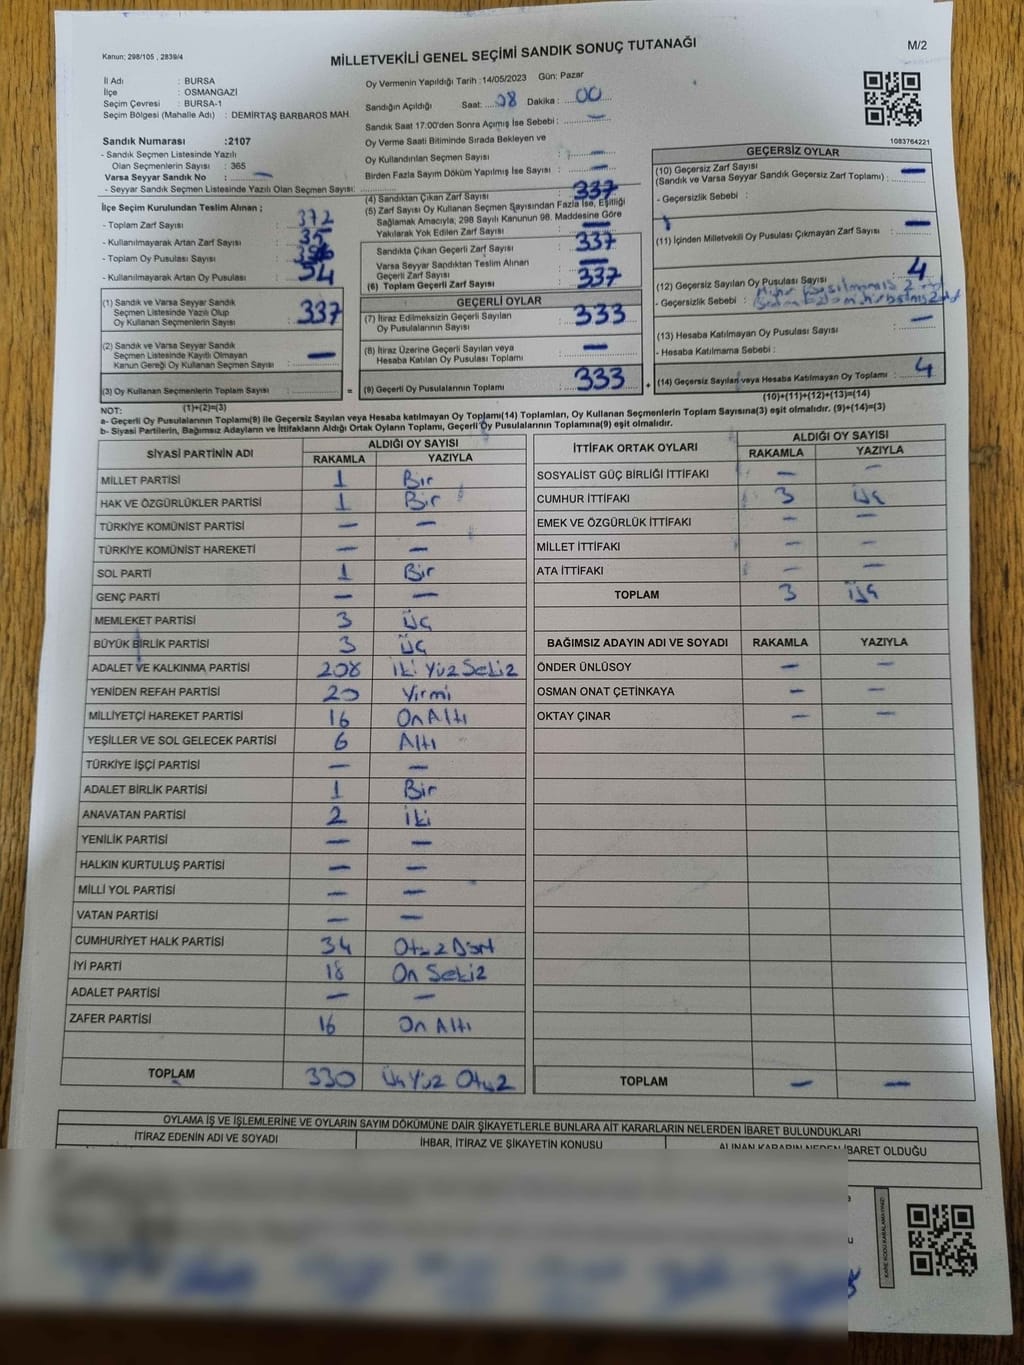 Kanun; 298/105 , 2839/4
MİLLETVEKİLİ GENEL SEÇİMİ SANDIK SONUÇ TUTANAĞI
M/2
İl Adı : BURSA
İlçe : OSMANGAZİ
Seçim Çevresi : BURSA-1
Seçim Bölgesi (Mahalle Adı) : DEMİRTAŞ BARBAROS MAH.
Sandık Numarası :2107
- Sandık Seçmen Listesinde Yazılı
Olan Seçmenlerin Sayısı : 365
Varsa Seyyar Sandık No : —
- Seyyar Sandık Seçmen Listesinde Yazılı Olan Seçmen Sayısı:
İlçe Seçim Kurulundan Teslim Alınan ;
- Toplam Zarf Sayısı : 372
- Kullanılmayarak Artan Zarf Sayısı : 35
- Toplam Oy Pusulası Sayısı :
- Kullanılmayarak Artan Oy Pusulası : 54
(1) Sandık ve Varsa Seyyar Sandık
Seçmen Listesinde Yazılı Olup
Oy Kullanan Seçmenlerin Sayısı : 337
(2) Sandık ve Varsa Seyyar Sandık
Seçmen Listesinde Kayıtlı Olmayan
Kanun Gereği Oy Kullanan Seçmen Sayısı : —
(3) Oy Kullanan Seçmenlerin Toplam Sayısı :
(1)+(2)=(3)
Oy Vermenin Yapıldığı Tarih :14/05/2023 Gün: Pazar
Sandığın Açıldığı Saat: 08 Dakika : 00
Sandık Saat 17:00'den Sonra Açımış İse Sebebi : —
Oy Verme Saati Bitiminde Sırada Bekleyen ve
Oy Kullandırılan Seçmen Sayısı : —
Birden Fazla Sayım Döküm Yapılmış İse Sayısı : —
(4) Sandıktan Çıkan Zarf Sayısı : 337
(5) Zarf Sayısı Oy Kullanan Seçmen Sayısından Fazla İse, Eşitliği
Sağlamak Amacıyla, 298 Sayılı Kanunun 98. Maddesine Göre
Yakılarak Yok Edilen Zarf Sayısı : —
Sandıkta Çıkan Geçerli Zarf Sayısı : 337
Varsa Seyyar Sandıktan Teslim Alınan
Geçerli Zarf Sayısı : —
(6) Toplam Geçerli Zarf Sayısı : 337
GEÇERLİ OYLAR
(7) İtiraz Edilmeksizin Geçerli Sayılan
Oy Pusulalarının Sayısı : 333
(8) İtiraz Üzerine Geçerli Sayılan veya
Hesaba Katılan Oy Pusulası Toplamı : —
= (9) Geçerli Oy Pusulalarının Toplamı : 333 +
1083764221
GEÇERSİZ OYLAR
(10) Geçersiz Zarf Sayısı
(Sandık ve Varsa Seyyar Sandık Geçersiz Zarf Toplamı) : —
- Geçersizlik Sebebi :
(11) İçinden Milletvekili Oy Pusulası Çıkmayan Zarf Sayısı : —
(12) Geçersiz Sayılan Oy Pusulası Sayısı : 4
- Geçersizlik Sebebi :
(13) Hesaba Katılmayan Oy Pusulası Sayısı : —
- Hesaba Katılmama Sebebi :
(14) Geçersiz Sayılan veya Hesaba Katılmayan Oy Toplamı : 4
(10)+(11)+(12)+(13)=(14)
NOT:
a- Geçerli Oy Pusulalarının Toplamı(9) ile Geçersiz Sayılan veya Hesaba katılmayan Oy Toplamı(14) Toplamları, Oy Kullanan Seçmenlerin Toplam Sayısına(3) eşit olmalıdır. (9)+(14)=(3)
b- Siyasi Partilerin, Bağımsız Adayların ve İttifakların Aldığı Ortak Oyların Toplamı, Geçerli Oy Pusulalarının Toplamına(9) eşit olmalıdır.
SİYASİ PARTİNİN ADI ALDIĞI OY SAYISI
RAKAMLA YAZIYLA
MİLLET PARTİSİ 1 Bir
HAK VE ÖZGÜRLÜKLER PARTİSİ 1 Bir
TÜRKİYE KOMÜNİST PARTİSİ — —
TÜRKİYE KOMÜNİST HAREKETİ — —
SOL PARTİ 1 Bir
GENÇ PARTİ — —
MEMLEKET PARTİSİ 3 Üç
BÜYÜK BİRLİK PARTİSİ 3 Üç
ADALET VE KALKINMA PARTİSİ 208 İki Yüz Sekiz
YENİDEN REFAH PARTİSİ 20 Yirmi
MİLLİYETÇİ HAREKET PARTİSİ 16 On Altı
YEŞİLLER VE SOL GELECEK PARTİSİ 6 Altı
TÜRKİYE İŞÇİ PARTİSİ — —
ADALET BİRLİK PARTİSİ 1 Bir
ANAVATAN PARTİSİ 2 İki
YENİLİK PARTİSİ — —
HALKIN KURTULUŞ PARTİSİ — —
MİLLİ YOL PARTİSİ — —
VATAN PARTİSİ — —
CUMHURİYET HALK PARTİSİ 34 Otuz Dört
İYİ PARTİ 18 On Sekiz
ADALET PARTİSİ — —
ZAFER PARTİSİ 16 On Altı
TOPLAM 330 Üç Yüz Otuz
İTTİFAK ORTAK OYLARI ALDIĞI OY SAYISI
RAKAMLA YAZIYLA
SOSYALİST GÜÇ BİRLİĞİ İTTİFAKI — —
CUMHUR İTTİFAKI 3 Üç
EMEK VE ÖZGÜRLÜK İTTİFAKI — —
MİLLET İTTİFAKI — —
ATA İTTİFAKI — —
TOPLAM 3 Üç
BAĞIMSIZ ADAYIN ADI VE SOYADI RAKAMLA YAZIYLA
ÖNDER ÜNLÜSOY — —
OSMAN ONAT ÇETİNKAYA — —
OKTAY ÇINAR — —
TOPLAM — —
OYLAMA İŞ VE İŞLEMLERİNE VE OYLARIN SAYIM DÖKÜMÜNE DAİR ŞİKAYETLERLE BUNLARA AİT KARARLARIN NELERDEN İBARET BULUNDUKLARI
İTİRAZ EDENİN ADI VE SOYADI İHBAR, İTİRAZ VE ŞİKAYETİN KONUSU ALINAN KARARIN NEDEN İBARET OLDUĞU